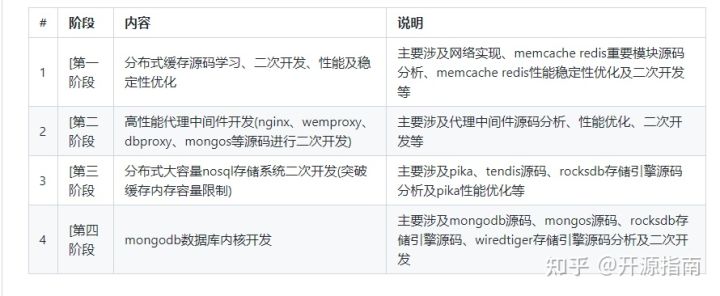 # 阶段 内容 说明
1 [第一阶段 分布式缓存源码学习、二次开发、性能及稳定性优化 主要涉及网络实现、memcache redis重要模块源码分析、memcache redis性能稳定性优化及二次开发等
2 [第二阶段 高性能代理中间件开发(nginx、wemproxy、dbproxy、mongos等源码进行二次开发) 主要涉及代理中间件源码分析、性能优化、二次开发等
3 [第三阶段 分布式大容量nosql存储系统二次开发(突破缓存内存容量限制) 主要涉及pika、tendis源码、rocksdb存储引擎源码分析及pika性能优化等
4 [第四阶段 mongodb数据库内核开发 主要涉及mongodb源码、mongos源码、rocksdb存储引擎源码、wiredtiger存储引擎源码分析及二次开发
知乎 @开源指南